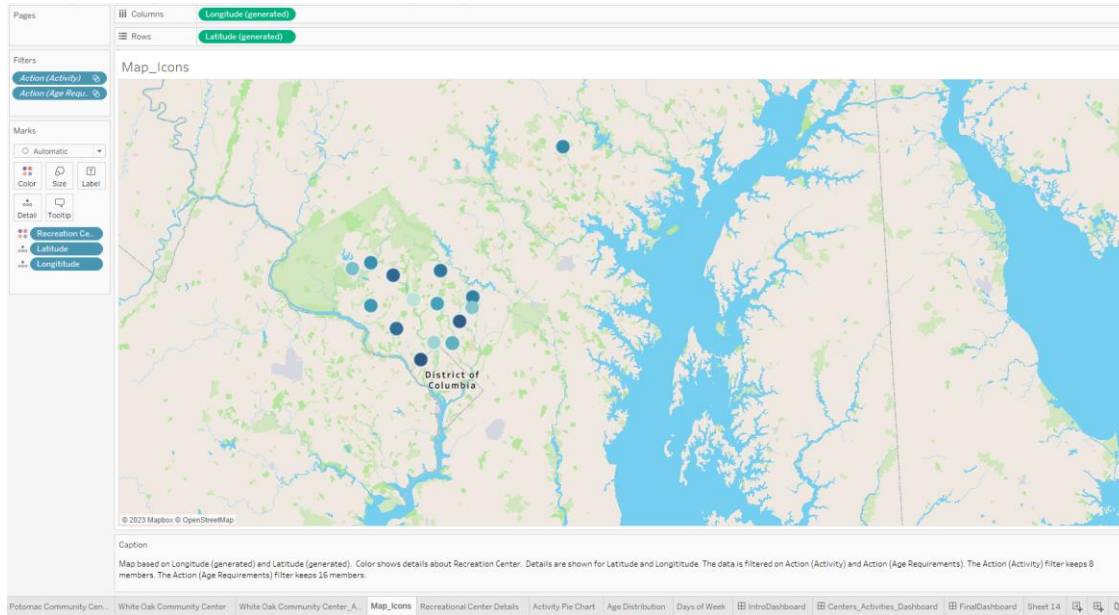 Pages
Columns Longitude (generated)
Rows Latitude (generated)
Filters
Action (Activity)
Action (Age Requ..
Marks
Automatic
Color Size Label
Detail Tooltip
Recreation Ce..
Latitude
Longititude
Map_Icons
District of
Columbia
© 2023 Mapbox © OpenStreetMap
Caption
Map based on Longitude (generated) and Latitude (generated). Color shows details about Recreation Center. Details are shown for Latitude and Longititude. The data is filtered on Action (Activity) and Action (Age Requirements). The Action (Activity) filter keeps 8
members. The Action (Age Requirements) filter keeps 16 members.
Potomac Community Cen... White Oak Community Center White Oak Community Center_A... Map_Icons Recreational Center Details Activity Pie Chart Age Distribution Days of Week IntroDashboard Centers_Activities_Dashboard FinalDashboard Sheet 14